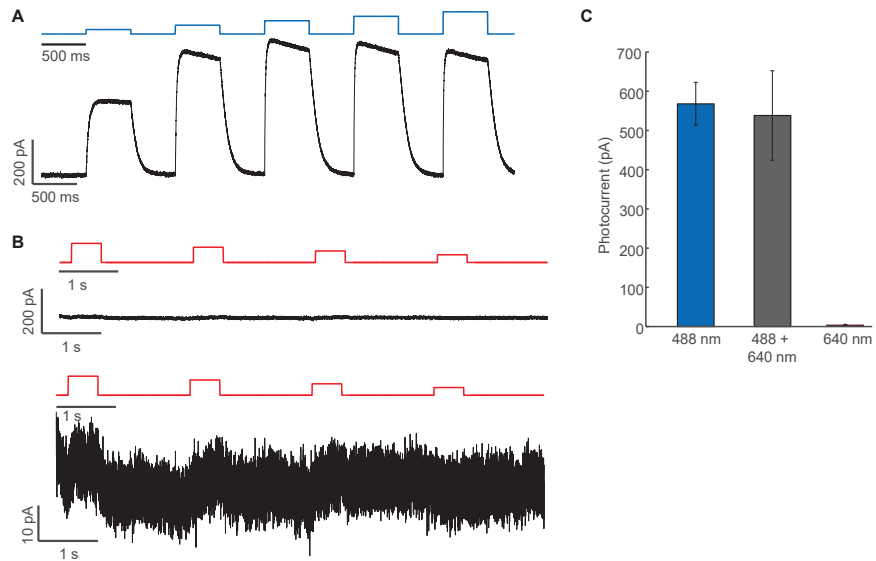 A
500 ms
200 pA
500 ms
B
1 s
200 pA
1 s
1 s
10 pA
1 s
C
700
600
500
400
300
200
100
0
Photocurrent (pA)
488 nm
488 +
640 nm
640 nm